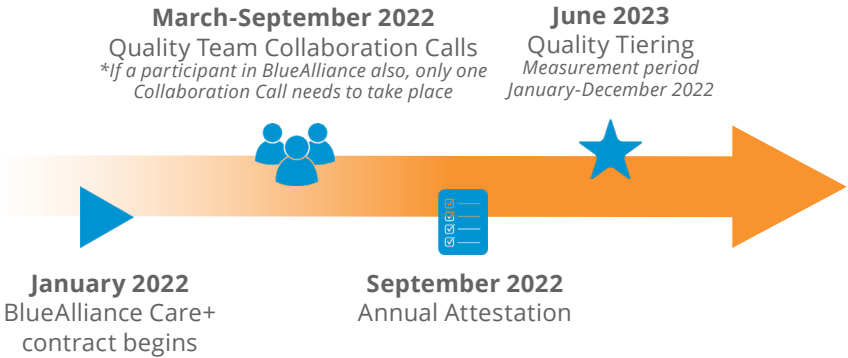 March-September 2022
Quality Team Collaboration Calls
*If a participant in BlueAlliance also, only one
Collaboration Call needs to take place
June 2023
Quality Tiering
Measurement period
January-December 2022
January 2022
BlueAlliance Care+
contract begins
September 2022
Annual Attestation